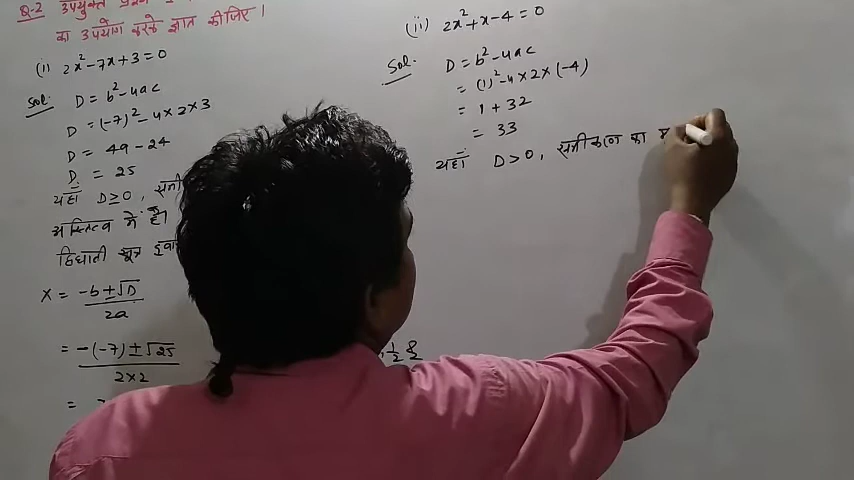 Q-2 उपर्युक्त प्रश्न
का उपयोग करके ज्ञात कीजिए ।
(i) 2x²-7x+3=0
Sol: D = b²-4ac
D = (-7)²-4×2×3
D = 49-24
D = 25
यहाँ D≥0, समी
अस्तित्व में है।
द्विघाती सूत्र द्वा
x = -b±√D / 2a
= -(-7)±√25 / 2×2
=
, 1/2 &
(ii) 2x²+x-4=0
Sol. D = b²-4ac
= (1)²-4×2×(-4)
= 1+32
= 33
यहाँ D>0, समीकरण का